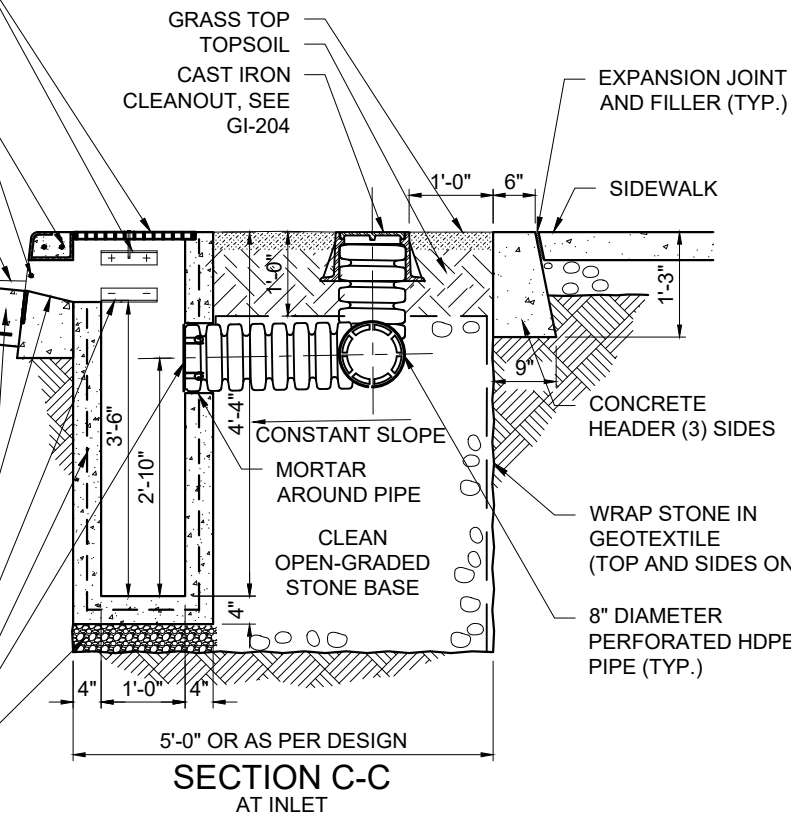 GRASS TOP
TOPSOIL
CAST IRON
CLEANOUT, SEE
GI-204
EXPANSION JOINT
AND FILLER (TYP.)
1'-0"
6"
SIDEWALK
1'-0"
1'-3"
9"
3'-6"
2'-10"
4'-4"
CONSTANT SLOPE
CONCRETE
HEADER (3) SIDES
MORTAR
AROUND PIPE
WRAP STONE IN
GEOTEXTILE
(TOP AND SIDES ON
CLEAN
OPEN-GRADED
STONE BASE
4"
8" DIAMETER
PERFORATED HDPE
PIPE (TYP.)
4"
1'-0"
4"
5'-0" OR AS PER DESIGN
SECTION C-C
AT INLET